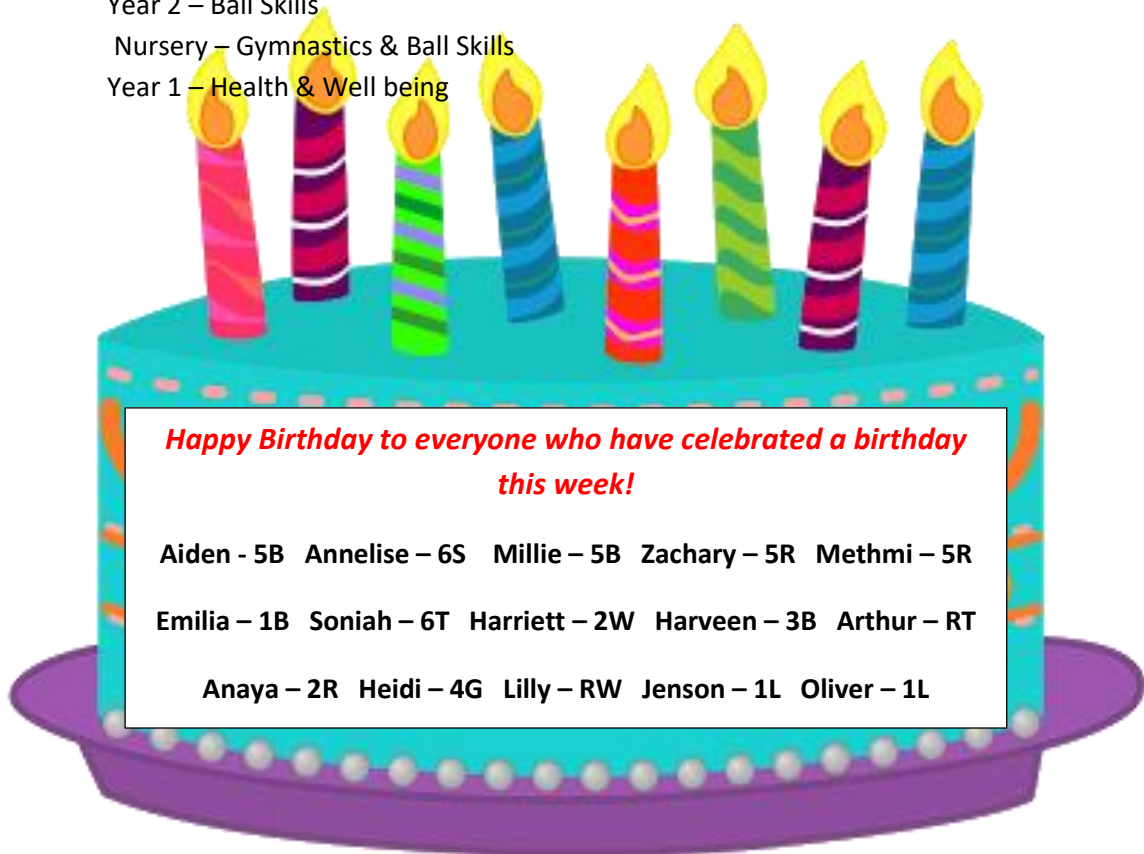 Year 2 – Ball Skills
Nursery – Gymnastics & Ball Skills
Year 1 – Health & Well being
Happy Birthday to everyone who have celebrated a birthday
this week!
Aiden - 5B Annelise – 6S Millie – 5B Zachary – 5R Methmi – 5R
Emilia – 1B Soniah – 6T Harriett – 2W Harveen – 3B Arthur – RT
Anaya – 2R Heidi – 4G Lilly – RW Jenson – 1L Oliver – 1L